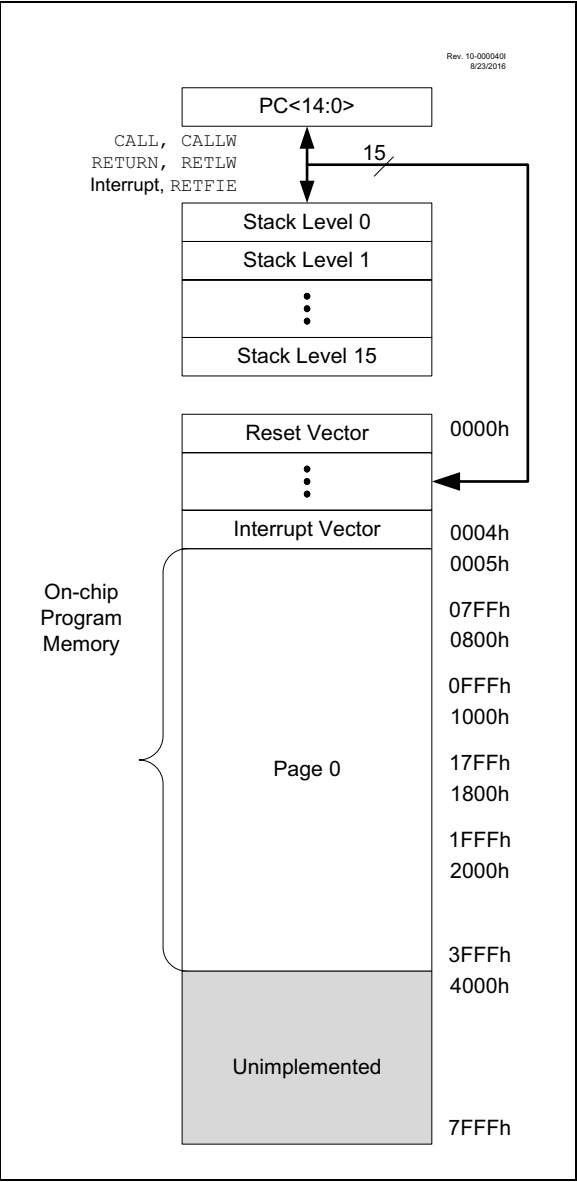 Rev. 10-000040I
8/23/2016
PC<14:0>
CALL, CALLW
RETURN, RETLW
Interrupt, RETFIE
15
Stack Level 0
Stack Level 1
Stack Level 15
Reset Vector
0000h
Interrupt Vector
0004h
0005h
On-chip
Program
Memory
07FFh
0800h
0FFFh
1000h
Page 0
17FFh
1800h
1FFFh
2000h
3FFFh
4000h
Unimplemented
7FFFh